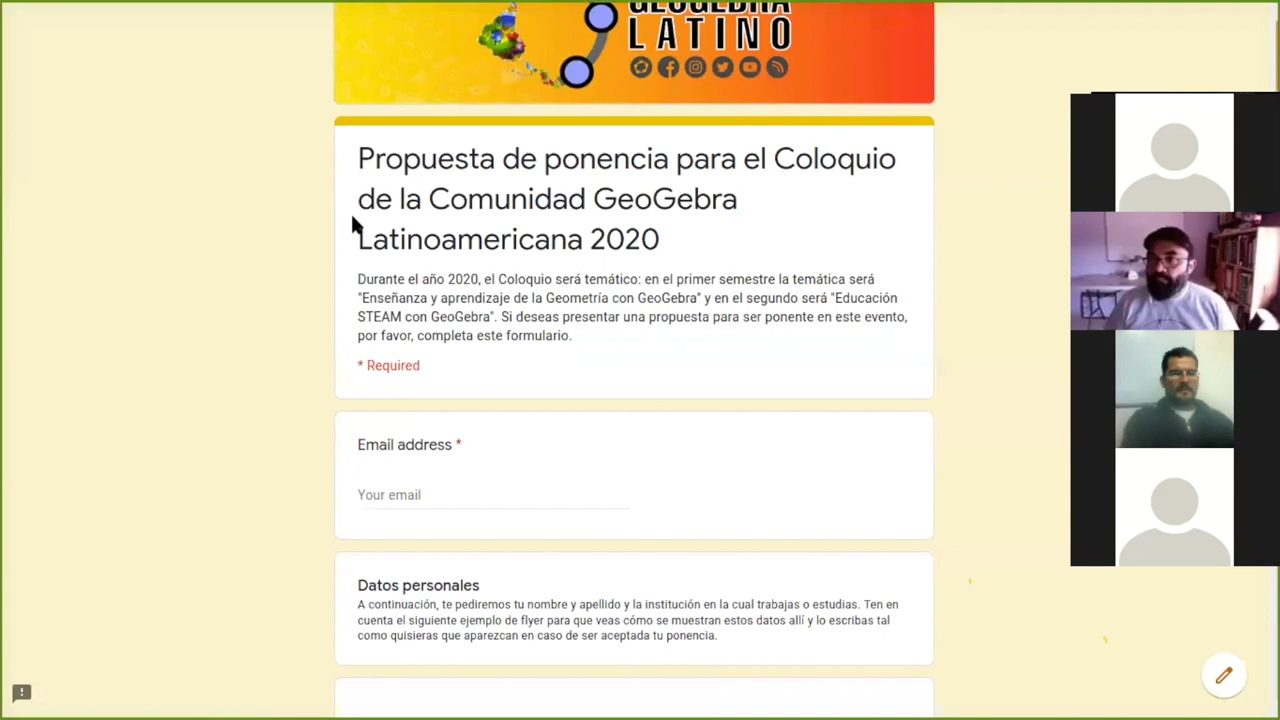 GEOGEBRA
LATINO
Propuesta de ponencia para el Coloquio
de la Comunidad GeoGebra
Latinoamericana 2020
Durante el año 2020, el Coloquio será temático: en el primer semestre la temática será
"Enseñanza y aprendizaje de la Geometría con GeoGebra" y en el segundo será "Educación
STEAM con GeoGebra". Si deseas presentar una propuesta para ser ponente en este evento,
por favor, completa este formulario.
* Required
Email address *
Your email
Datos personales
A continuación, te pediremos tu nombre y apellido y la institución en la cual trabajas o estudias. Ten en
cuenta el siguiente ejemplo de flyer para que veas cómo se muestran estos datos allí y lo escribas tal
como quisieras que aparezcan en caso de ser aceptada tu ponencia.